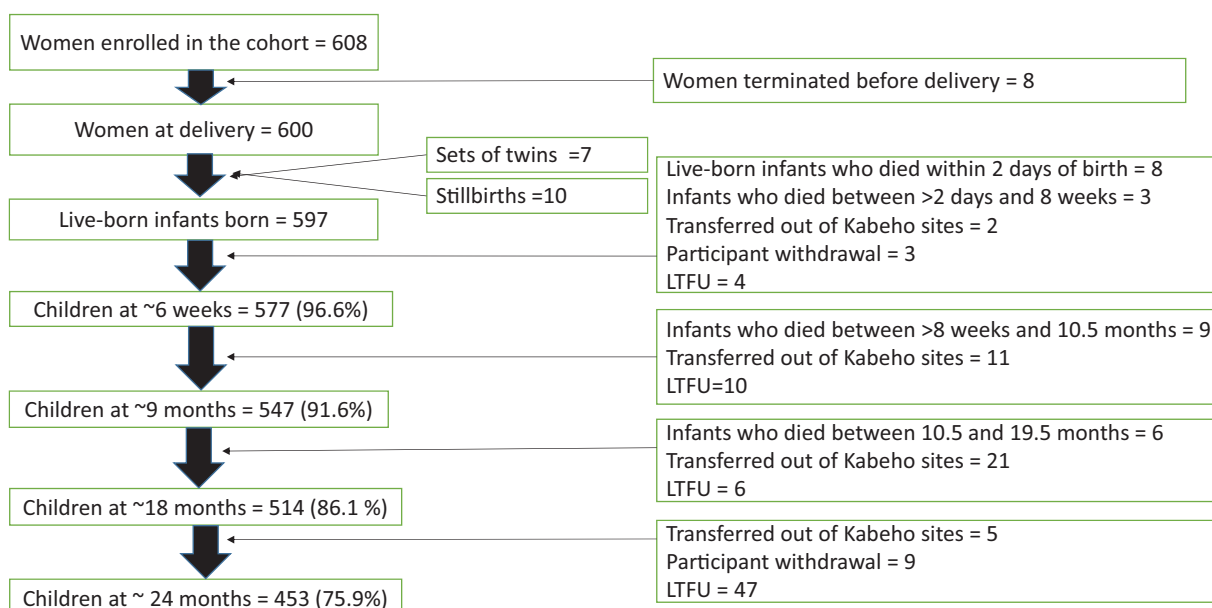 Women enrolled in the cohort = 608
Women terminated before delivery = 8
Women at delivery = 600
Sets of twins =7
Stillbirths =10
Live-born infants born = 597
Live-born infants who died within 2 days of birth = 8
Infants who died between >2 days and 8 weeks = 3
Transferred out of Kabeho sites = 2
Participant withdrawal = 3
LTFU = 4
Children at ~6 weeks = 577 (96.6%)
Infants who died between >8 weeks and 10.5 months = 9
Transferred out of Kabeho sites = 11
LTFU=10
Children at ~9 months = 547 (91.6%)
Infants who died between 10.5 and 19.5 months = 6
Transferred out of Kabeho sites = 21
LTFU = 6
Children at ~18 months = 514 (86.1 %)
Transferred out of Kabeho sites = 5
Participant withdrawal = 9
LTFU = 47
Children at ~ 24 months = 453 (75.9%)